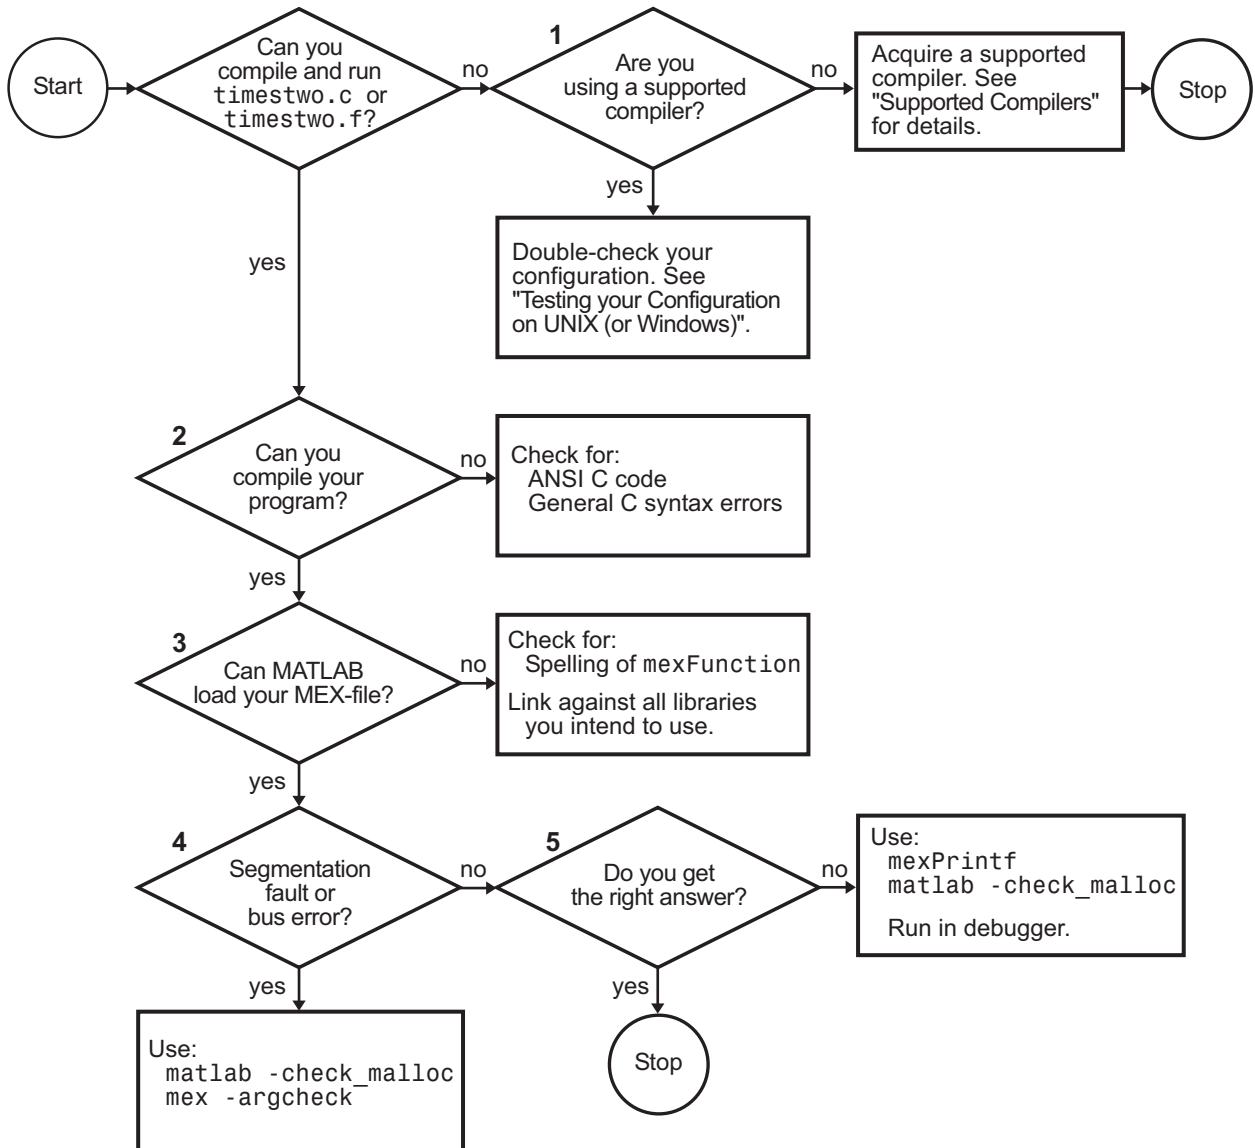 Start
Can you
compile and run
timestwo.c or
timestwo.f?
no
1
Are you
using a supported
compiler?
no
Acquire a supported
compiler. See
"Supported Compilers"
for details.
Stop
yes
Double-check your
configuration. See
"Testing your Configuration
on UNIX (or Windows)".
yes
2
Can you
compile your
program?
no
Check for:
ANSI C code
General C syntax errors
yes
3
Can MATLAB
load your MEX-file?
no
Check for:
Spelling of mexFunction
Link against all libraries
you intend to use.
yes
4
Segmentation
fault or
bus error?
no
5
Do you get
the right answer?
no
Use:
mexPrintf
matlab -check_malloc
Run in debugger.
yes
Use:
matlab -check_malloc
mex -argcheck
yes
Stop